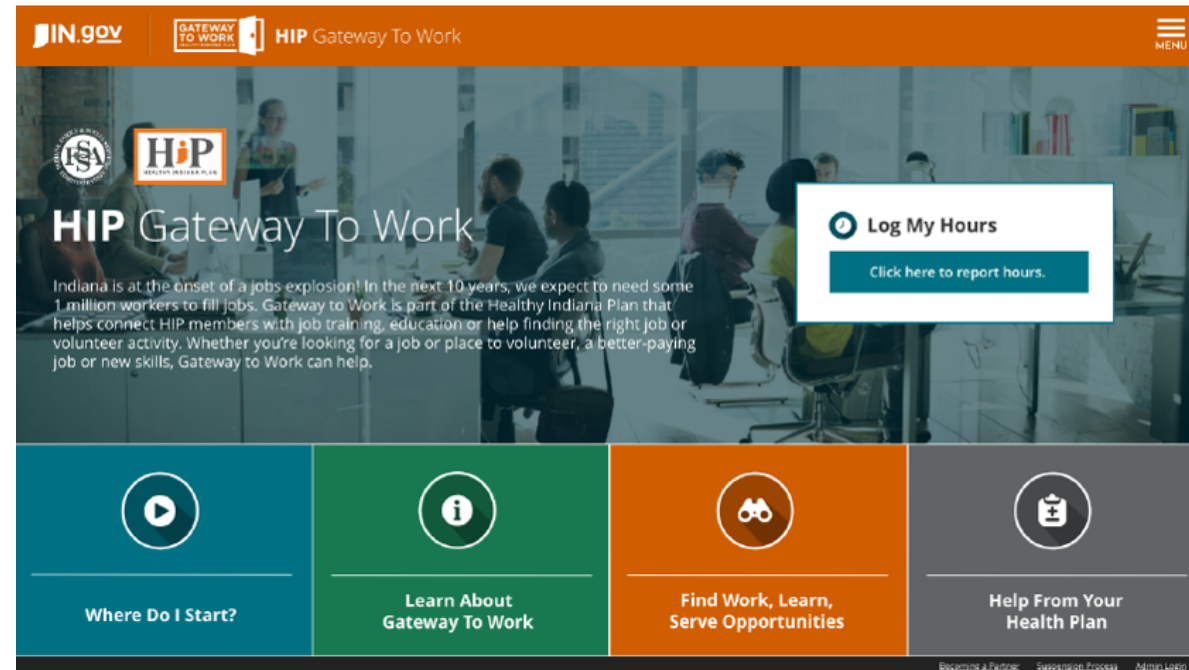 IN.gov
GATEWAY
TO WORK
HIP Gateway To Work
MENU
FSSA
HIP
HEALTHY INDIANA PLAN
HIP Gateway To Work
Indiana is at the onset of a jobs explosion! In the next 10 years, we expect to need some
1 million workers to fill jobs. Gateway to Work is part of the Healthy Indiana Plan that
helps connect HIP members with job training, education or help finding the right job or
volunteer activity. Whether you're looking for a job or place to volunteer, a better-paying
job or new skills, Gateway to Work can help.
Log My Hours
Click here to report hours.
Where Do I Start?
Learn About
Gateway To Work
Find Work, Learn,
Serve Opportunities
Help From Your
Health Plan
Becoming a Partner Suspension Process Admin Login